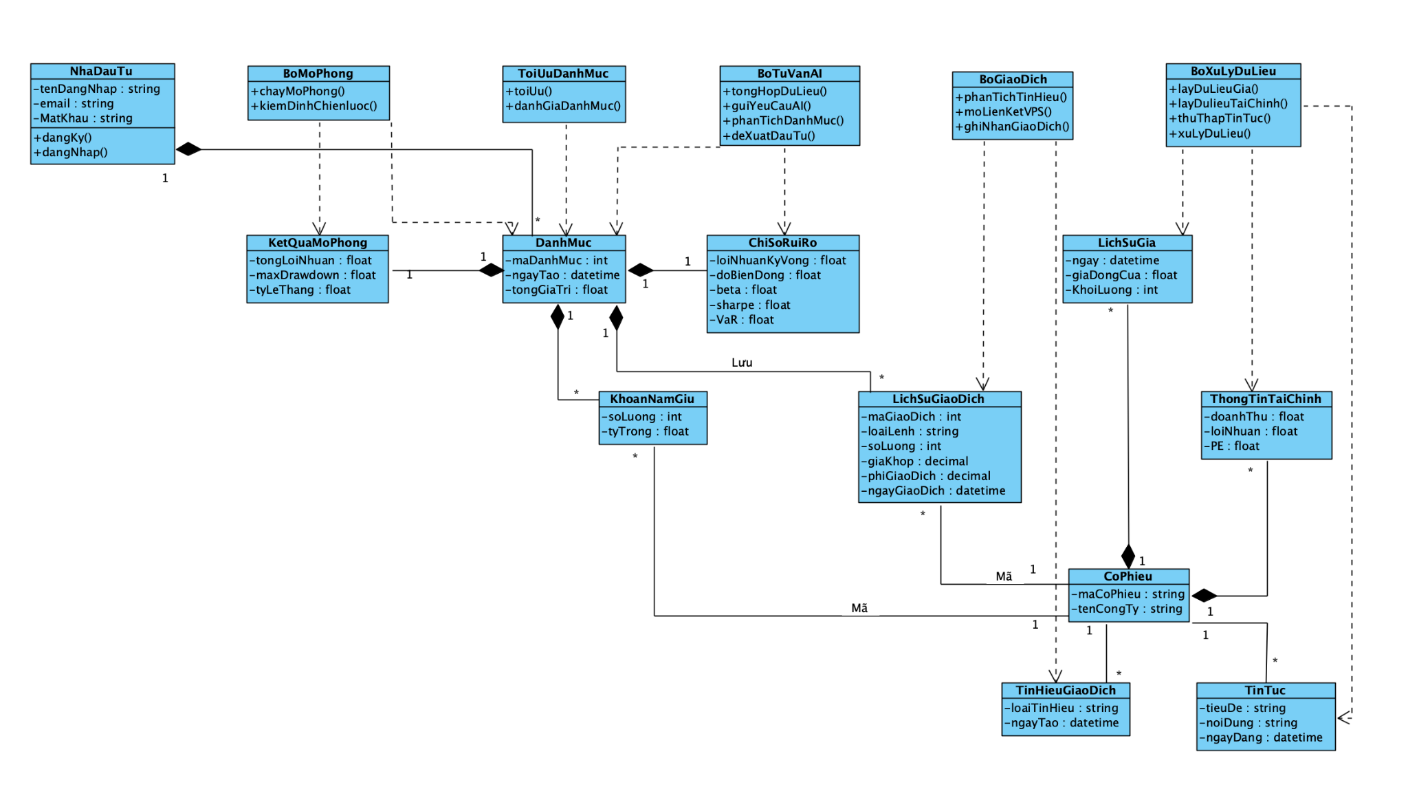 NhaDauTu
-tenDangNhap : string
-email : string
-MatKhau : string
+dangKy()
+dangNhap()
1
*
BoMoPhong
+chayMoPhong()
+kiemDinhChienluoc()
ToiUuDanhMuc
+toiUu()
+danhGiaDanhMuc()
BoTuVanAI
+tongHopDuLieu()
+guiYeuCauAI()
+phanTichDanhMuc()
+deXuatDauTu()
BoGiaoDich
+phanTichTinHieu()
+moLienKetVPS()
+ghiNhanGiaoDich()
BoXuLyDuLieu
+layDuLieuGia()
+layDulieuTaiChinh()
+thuThapTinTuc()
+xuLyDuLieu()
KetQuaMoPhong
-tongLoiNhuan : float
-maxDrawdown : float
-tyLeThang : float
1
1
DanhMuc
-maDanhMuc : int
-ngayTao : datetime
-tongGiaTri : float
1
1
ChiSoRuiRo
-loiNhuanKyVong : float
-doBienDong : float
-beta : float
-sharpe : float
-VaR : float
LichSuGia
-ngay : datetime
-giaDongCua : float
-KhoiLuong : int
*
1
1
Lưu
*
*
KhoanNamGiu
-soLuong : int
-tyTrong : float
*
LichSuGiaoDich
-maGiaoDich : int
-loaiLenh : string
-soLuong : int
-giaKhop : decimal
-phiGiaoDich : decimal
-ngayGiaoDich : datetime
*
ThongTinTaiChinh
-doanhThu : float
-loiNhuan : float
-PE : float
*
1
Mã
1
Mã
1
CoPhieu
-maCoPhieu : string
-tenCongTy : string
1
1
1
*
*
TinHieuGiaoDich
-loaiTinHieu : string
-ngayTao : datetime
TinTuc
-tieuDe : string
-noiDung : string
-ngayDang : datetime